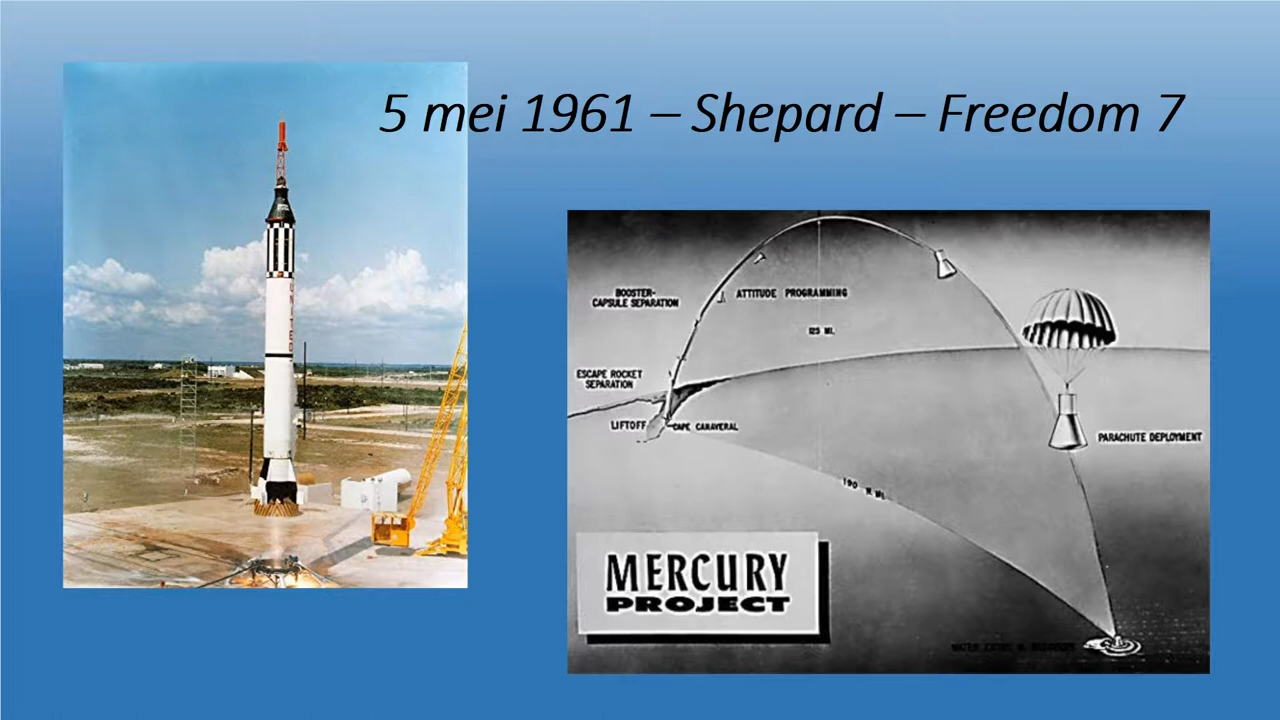 5 mei 1961 – Shepard – Freedom 7
UNITED
BOOSTER-
CAPSULE SEPARATION
ATTITUDE PROGRAMMING
125 MI.
ESCAPE ROCKET
SEPARATION
LIFTOFF
CAPE CANAVERAL
PARACHUTE DEPLOYMENT
190 N MI.
MERCURY
PROJECT